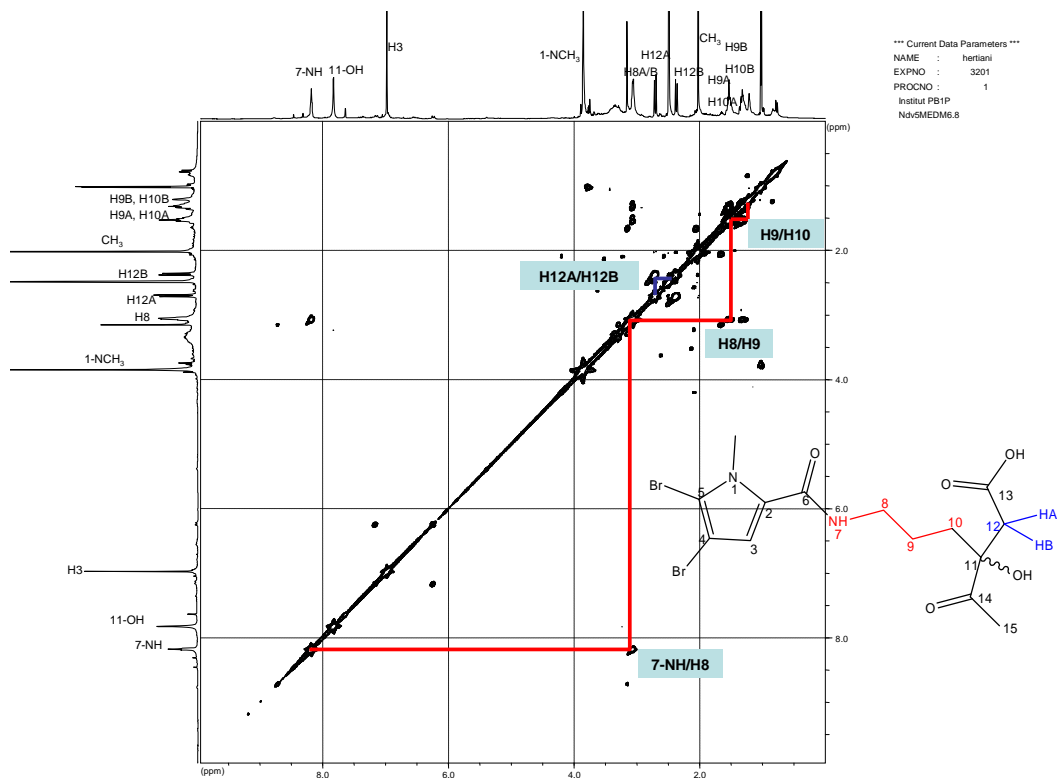 *** Current Data Parameters ***
NAME : hertiani
EXPNO : 3201
PROCNO : 1
Institut PB1P
Ndv5MEDM6.8
7-NH
11-OH
H3
1-NCH3
H8A/B
H12A
H12B
CH3
H9A
H10A
H9B
H10B
(ppm)
H9B, H10B
H9A, H10A
CH3
H12B
H12A
H8
1-NCH3
H3
11-OH
7-NH
2.0
4.0
6.0
8.0
H9/H10
H12A/H12B
H8/H9
7-NH/H8
O
OH
Br
5
N
1
6
2
4
3
Br
NH
7
8
9
10
O
13
12
HA
HB
11
OH
O
14
15
(ppm)
8.0
6.0
4.0
2.0